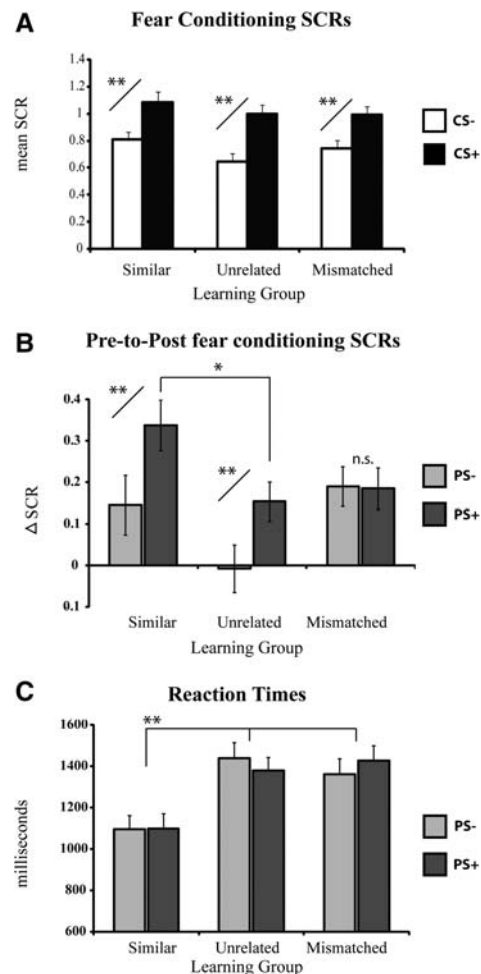 A
Fear Conditioning SCRs
mean SCR
1.4
1.2
1
0.8
0.6
0.4
0.2
0
**
**
**
CS-
CS+
Similar Unrelated Mismatched
Learning Group
B
Pre-to-Post fear conditioning SCRs
Δ SCR
0.4
0.3
0.2
0.1
0
0.1
**
*
**
n.s.
PS-
PS+
Similar Unrelated Mismatched
Learning Group
C
Reaction Times
milliseconds
1600
1400
1200
1000
800
600
**
PS-
PS+
Similar Unrelated Mismatched
Learning Group